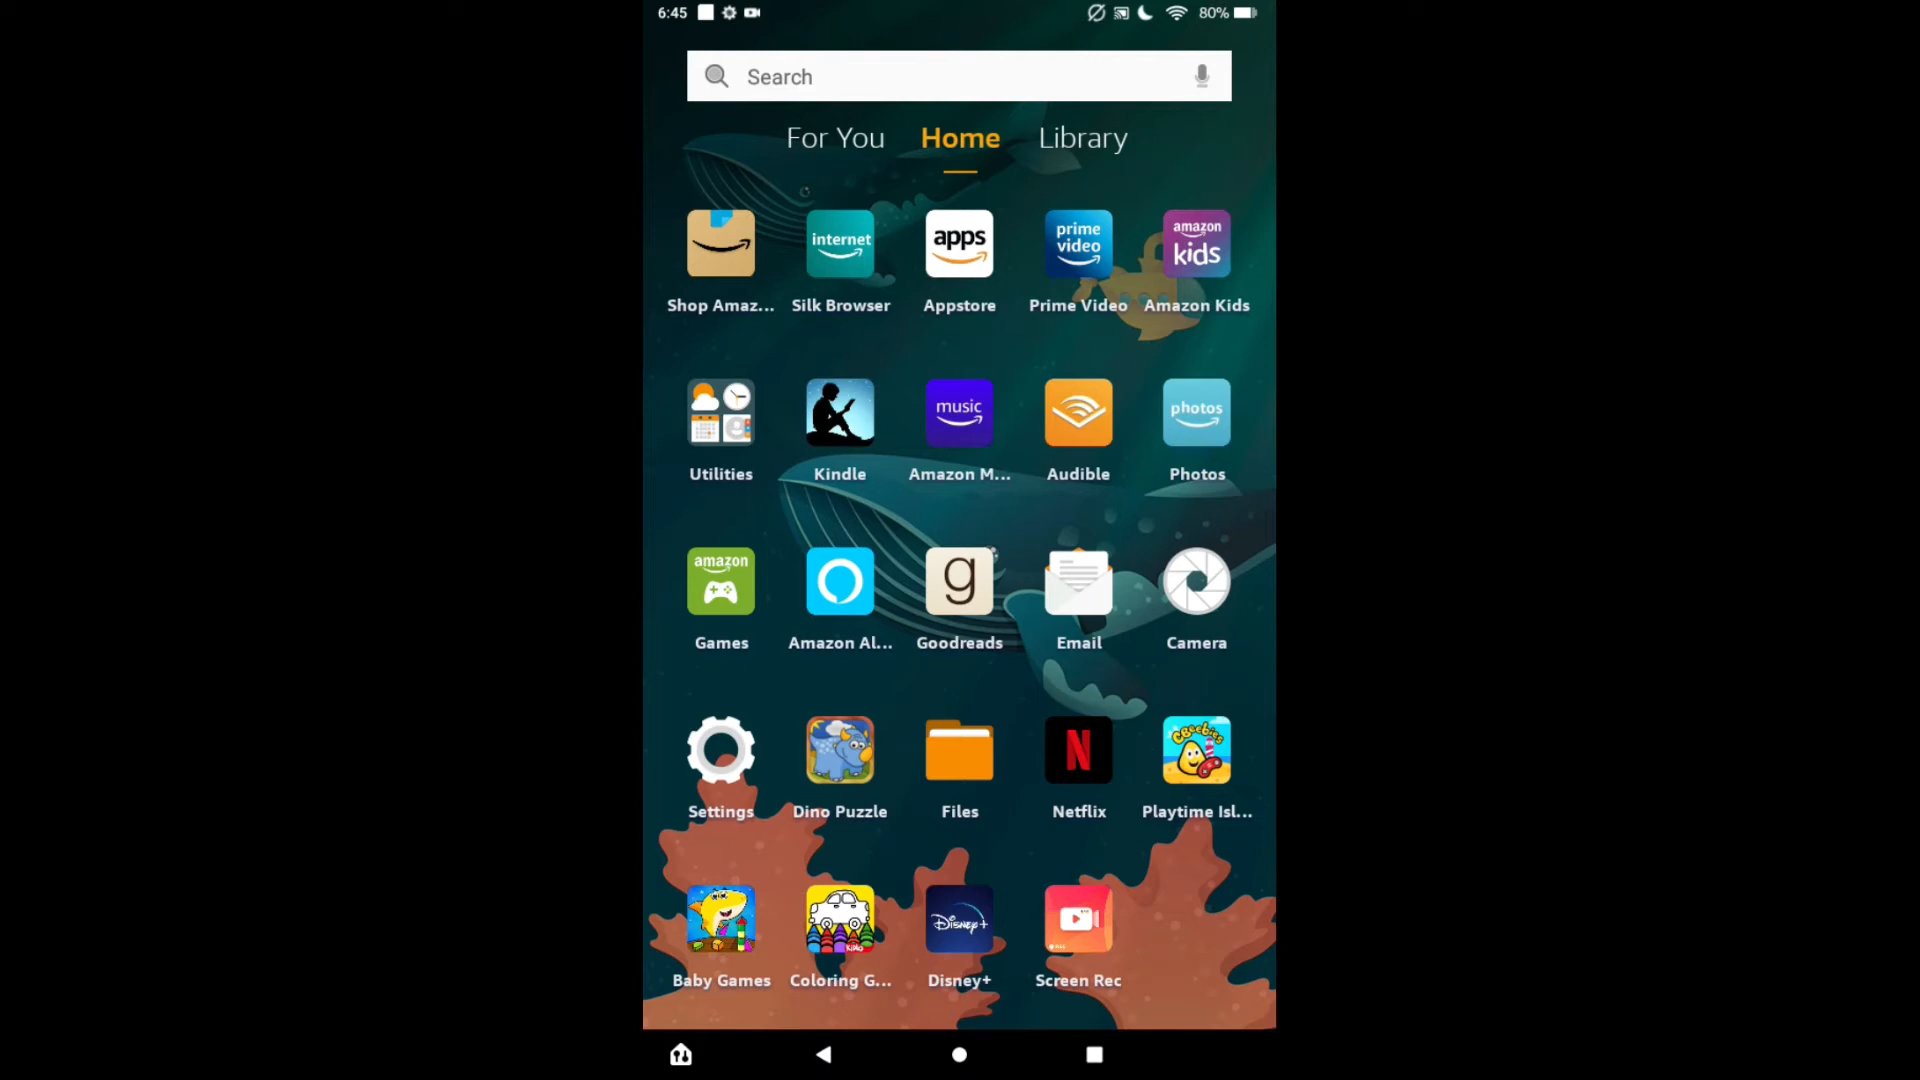 6:45 80%
Search
For You Home Library
internet apps prime video amazon kids
Shop Amaz... Silk Browser Appstore Prime Video Amazon Kids
music photos
Utilities Kindle Amazon M... Audible Photos
amazon g
Games Amazon Al... Goodreads Email Camera
N CBeebies
Settings Dino Puzzle Files Netflix Playtime Isl...
Disney+
Baby Games Coloring G... Disney+ Screen Rec